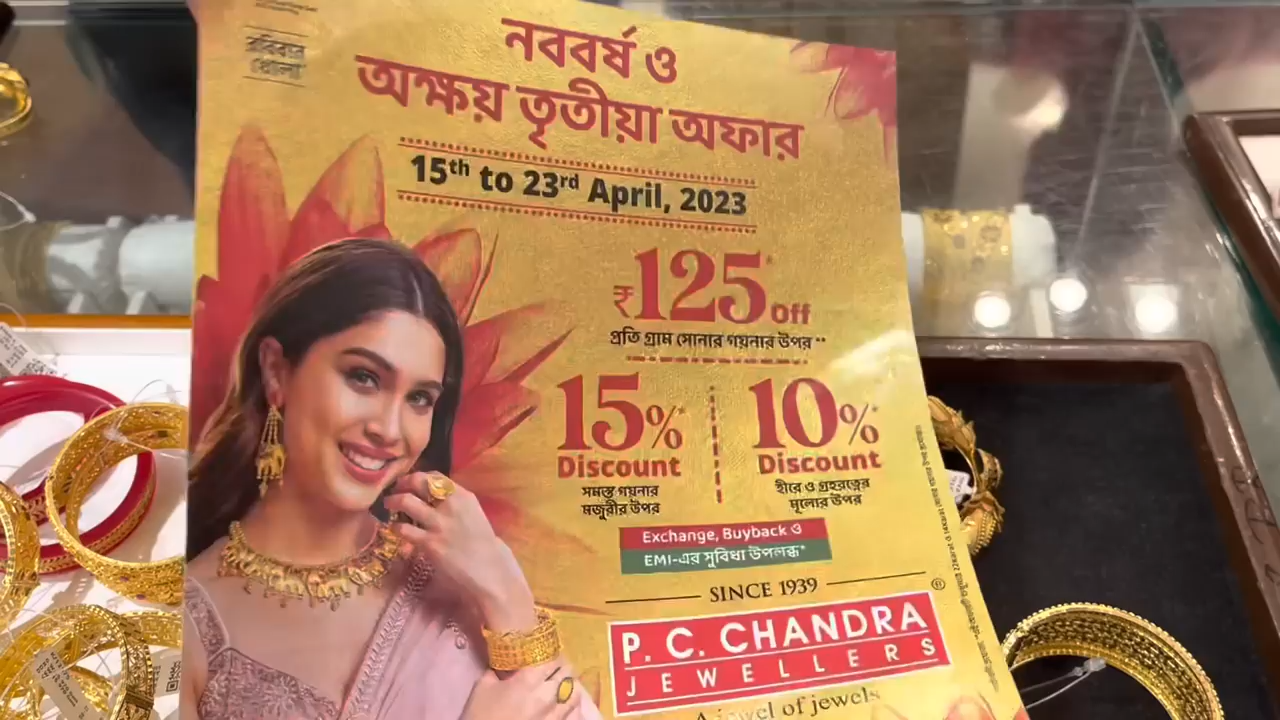 রবিবার
খোলা
নববর্ষ ও
অক্ষয় তৃতীয়া অফার
15th to 23rd April, 2023
₹125* Off
প্রতি গ্রাম সোনার গয়নার উপর**
15%* Discount
সমস্ত গয়নার
মজুরীর উপর
10%* Discount
হীরে ও গ্রহরত্নের
মূল্যের উপর
Exchange, Buyback ও
EMI-এর সুবিধা উপলব্ধ*
SINCE 1939
P. C. CHANDRA
JEWELLERS
A jewel of jewels